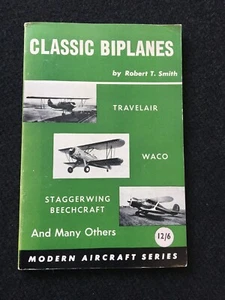 CLASSIC BIPLANES
by Robert T. Smith
TRAVELAIR
WACO
STAGGERWING
BEECHCRAFT
And Many Others
12/6
MODERN AIRCRAFT SERIES